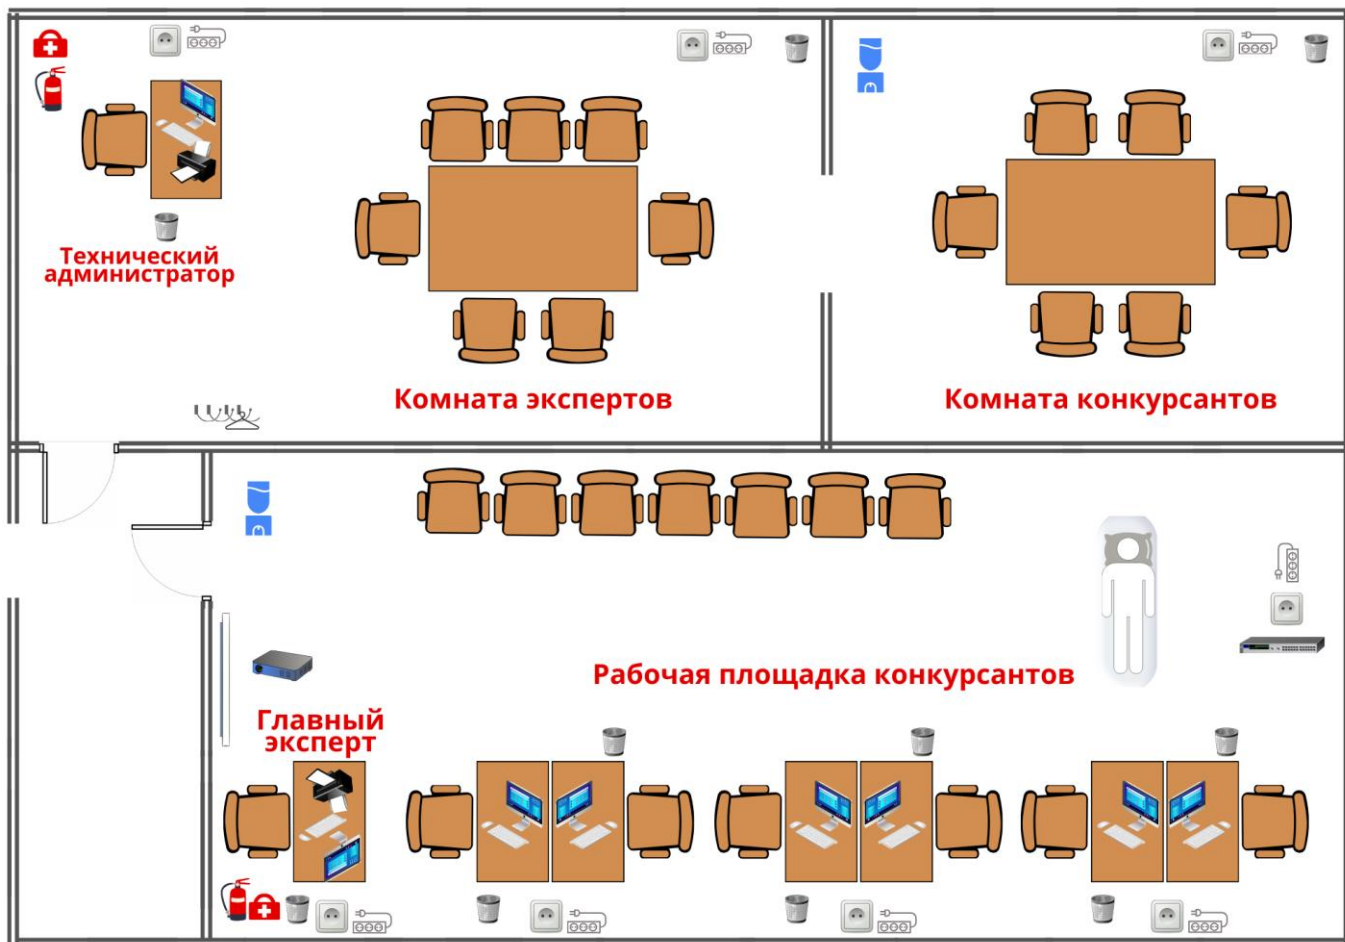 Технический
администратор
Комната экспертов
Комната конкурсантов
Рабочая площадка конкурсантов
Главный
эксперт